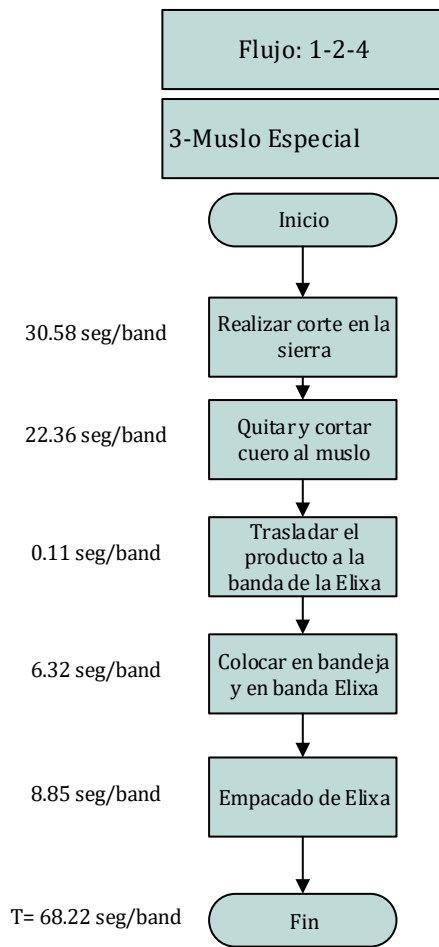 Flujo: 1-2-4
3-Muslo Especial
Inicio
30.58 seg/band
Realizar corte en la
sierra
22.36 seg/band
Quitar y cortar
cuero al muslo
0.11 seg/band
Trasladar el
producto a la
banda de la Elixa
6.32 seg/band
Colocar en bandeja
y en banda Elixa
8.85 seg/band
Empacado de Elixa
T= 68.22 seg/band
Fin